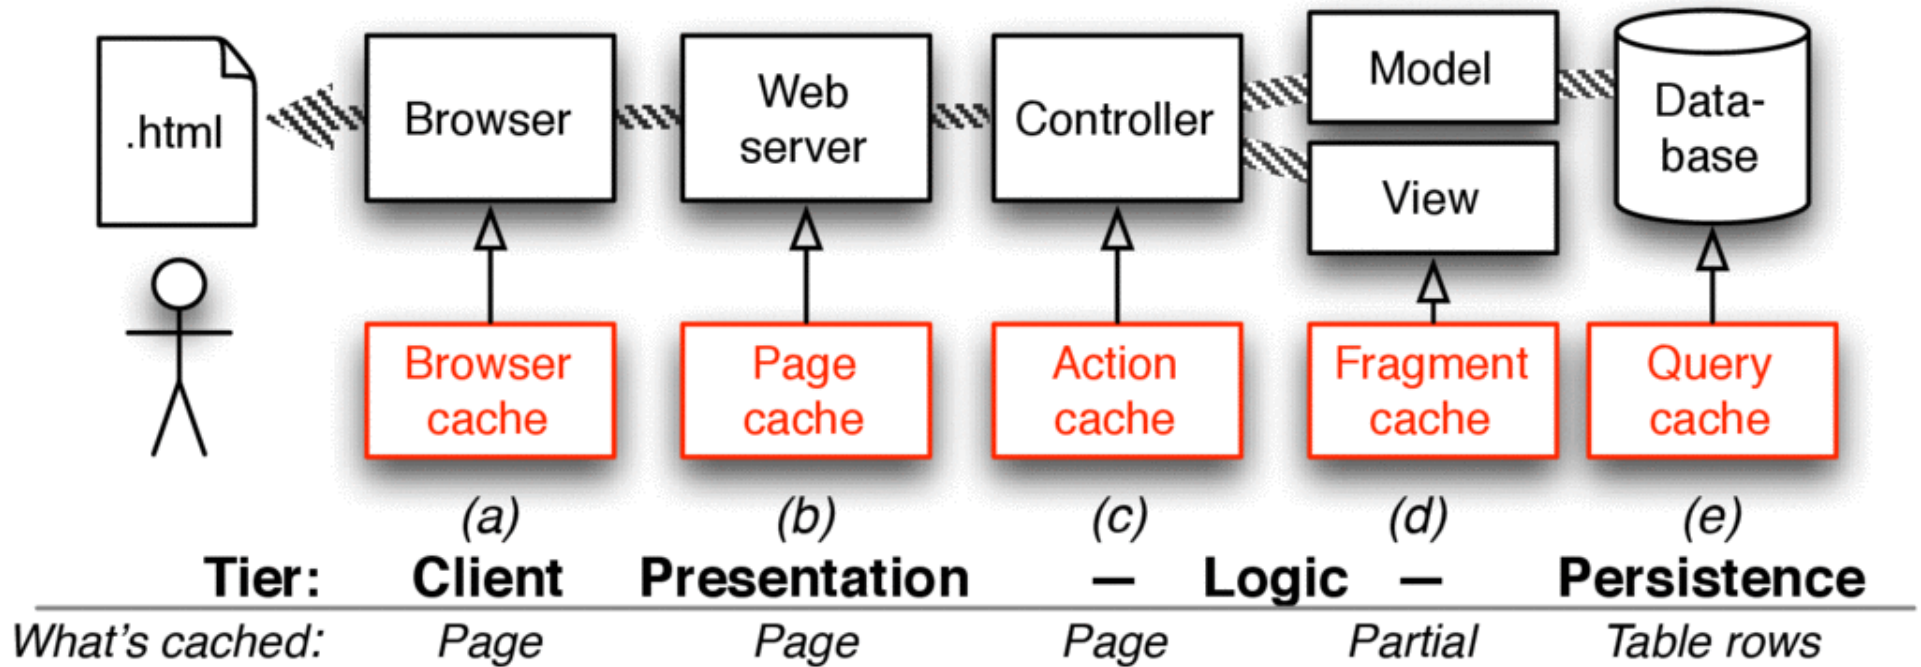 .html
Browser
Web
server
Controller
Model
View
Data-
base
Browser
cache
Page
cache
Action
cache
Fragment
cache
Query
cache
(a) (b) (c) (d) (e)
Tier: Client Presentation — Logic — Persistence
What's cached: Page Page Page Partial Table rows